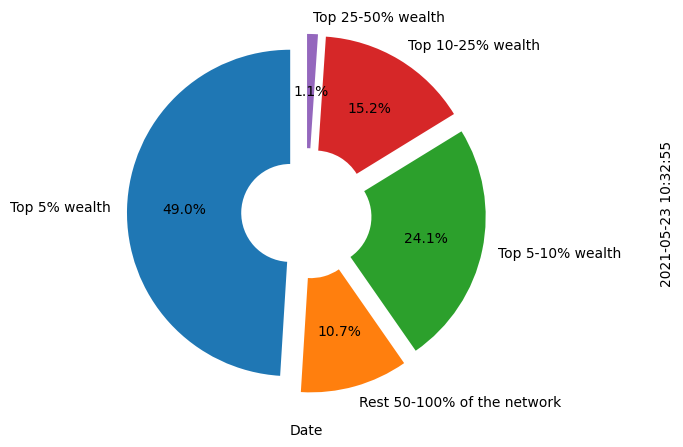 Top 25-50% wealth
Top 10-25% wealth
1.1%
15.2%
Top 5% wealth
49.0%
24.1%
Top 5-10% wealth
10.7%
Rest 50-100% of the network
Date
2021-05-23 10:32:55